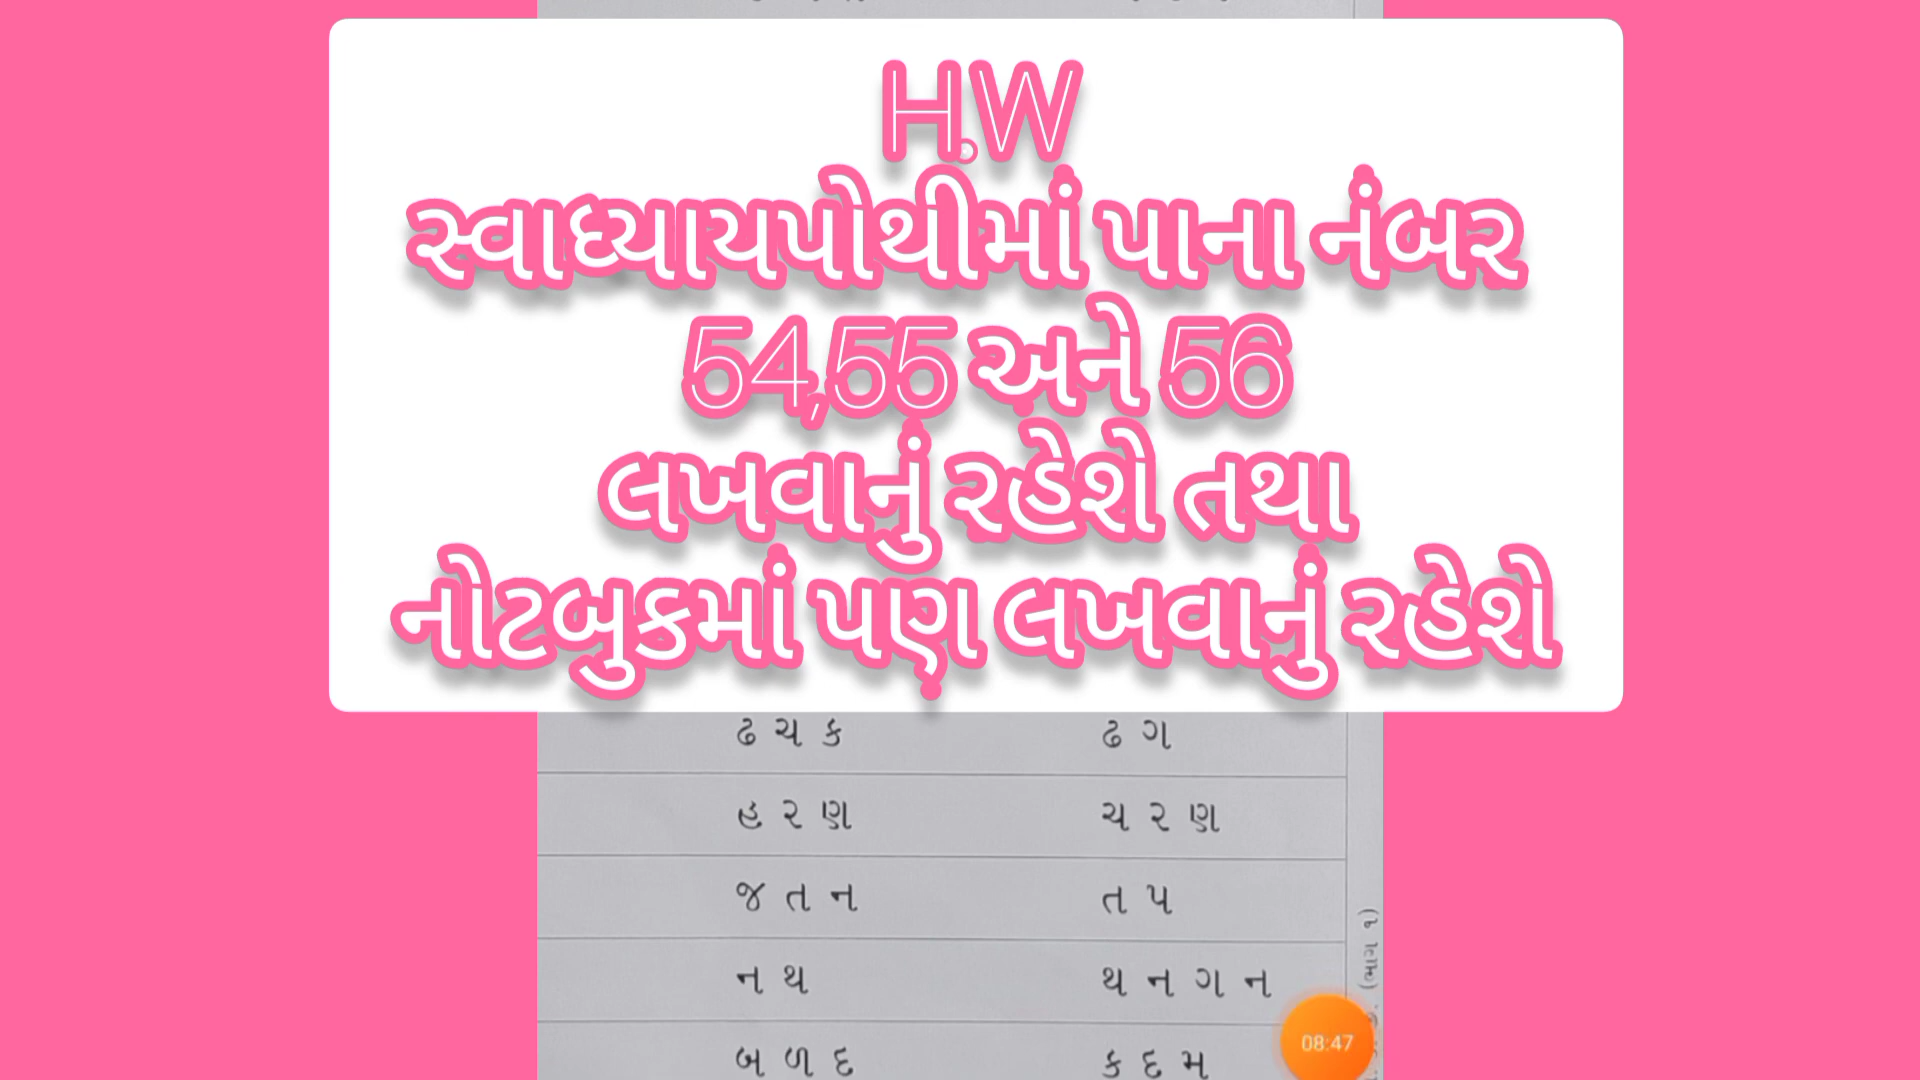 H.W
સ્વાધ્યાયપોથીમાં પાના નંબર
54,55 અને 56
લખવાનું રહેશે તથા
નોટબુકમાં પણ લખવાનું રહેશે
ઢ ચ ક ઢ ગ
હ ર ણ ચ ર ણ
જ ત ન ત પ
ન થ થ ન ગ ન
બ ળ દ ક દ મ
08:47